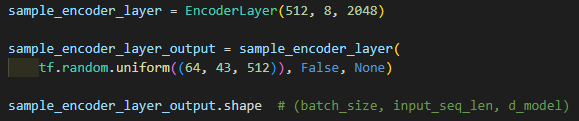 sample_encoder_layer = EncoderLayer(512, 8, 2048)
sample_encoder_layer_output = sample_encoder_layer(
    tf.random.uniform((64, 43, 512)), False, None)
sample_encoder_layer_output.shape  # (batch_size, input_seq_len, d_model)